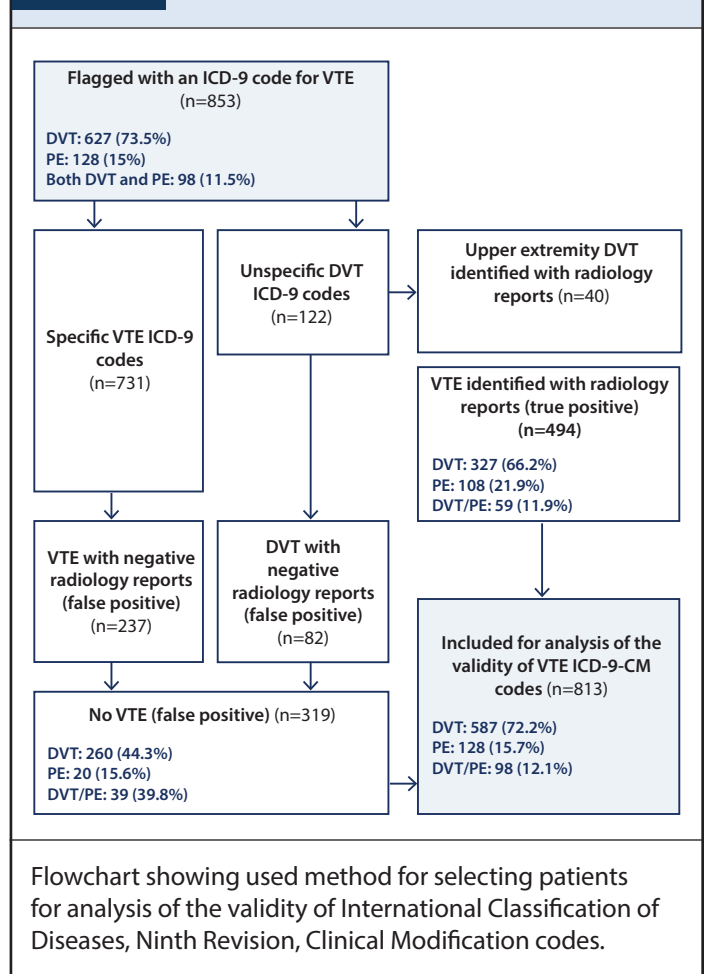 Flagged with an ICD-9 code for VTE
(n=853)
DVT: 627 (73.5%)
PE: 128 (15%)
Both DVT and PE: 98 (11.5%)
Specific VTE ICD-9
codes
(n=731)
Unspecific DVT
ICD-9 codes
(n=122)
Upper extremity DVT
identified with radiology
reports (n=40)
VTE identified with radiology
reports (true positive)
(n=494)
DVT: 327 (66.2%)
PE: 108 (21.9%)
DVT/PE: 59 (11.9%)
VTE with negative
radiology reports
(false positive)
(n=237)
DVT with
negative
radiology reports
(false positive)
(n=82)
Included for analysis of the
validity of VTE ICD-9-CM
codes (n=813)
DVT: 587 (72.2%)
PE: 128 (15.7%)
DVT/PE: 98 (12.1%)
No VTE (false positive) (n=319)
DVT: 260 (44.3%)
PE: 20 (15.6%)
DVT/PE: 39 (39.8%)
Flowchart showing used method for selecting patients
for analysis of the validity of International Classification of
Diseases, Ninth Revision, Clinical Modification codes.